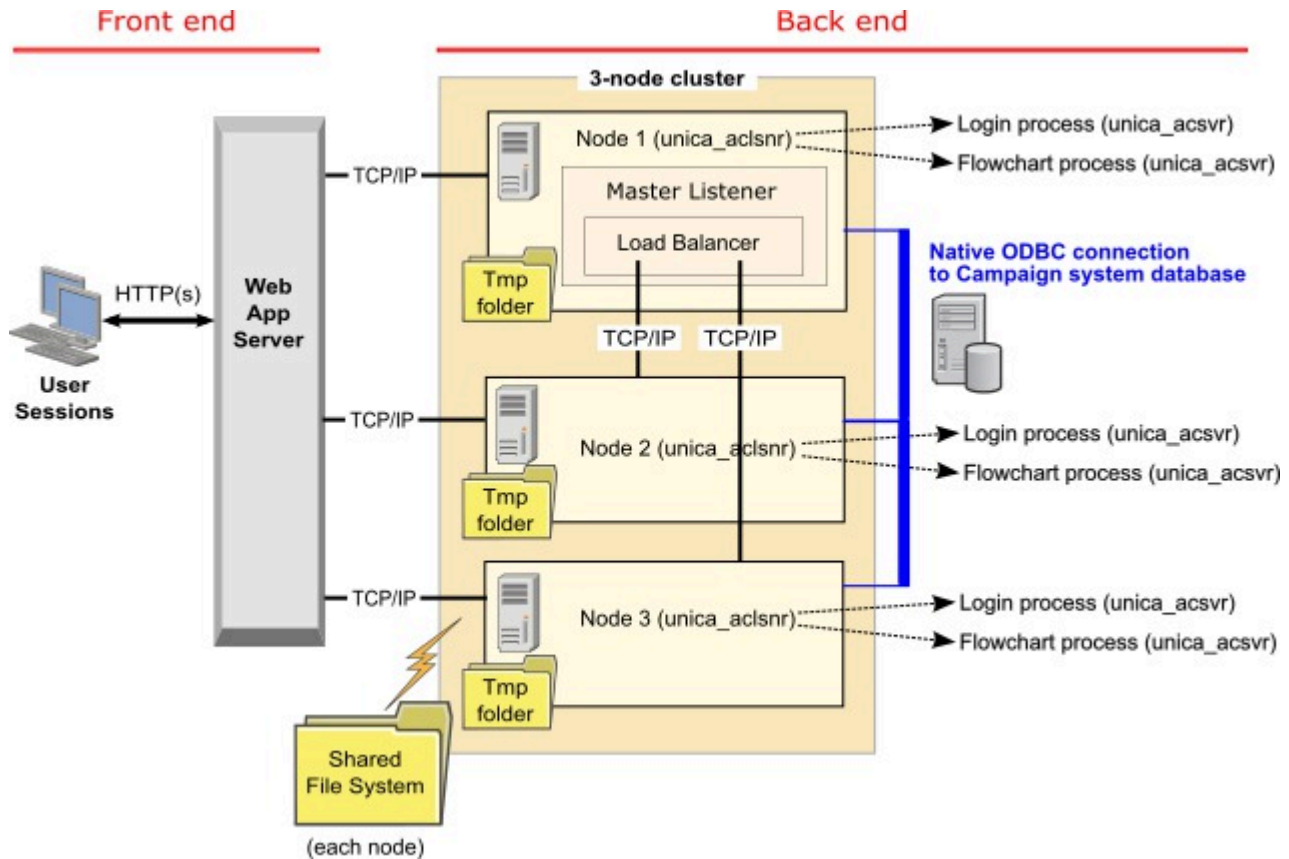 Front end
Back end
3-node cluster
Node 1 (unica_aclsnr)
Login process (unica_acsvr)
Flowchart process (unica_acsvr)
TCP/IP
Master Listener
Load Balancer
Tmp
folder
Native ODBC connection
to Campaign system database
HTTP(s)
Web
App
Server
User
Sessions
TCP/IP
TCP/IP
TCP/IP
Node 2 (unica_aclsnr)
Login process (unica_acsvr)
Flowchart process (unica_acsvr)
Tmp
folder
TCP/IP
Node 3 (unica_aclsnr)
Login process (unica_acsvr)
Flowchart process (unica_acsvr)
Tmp
folder
Shared
File System
(each node)